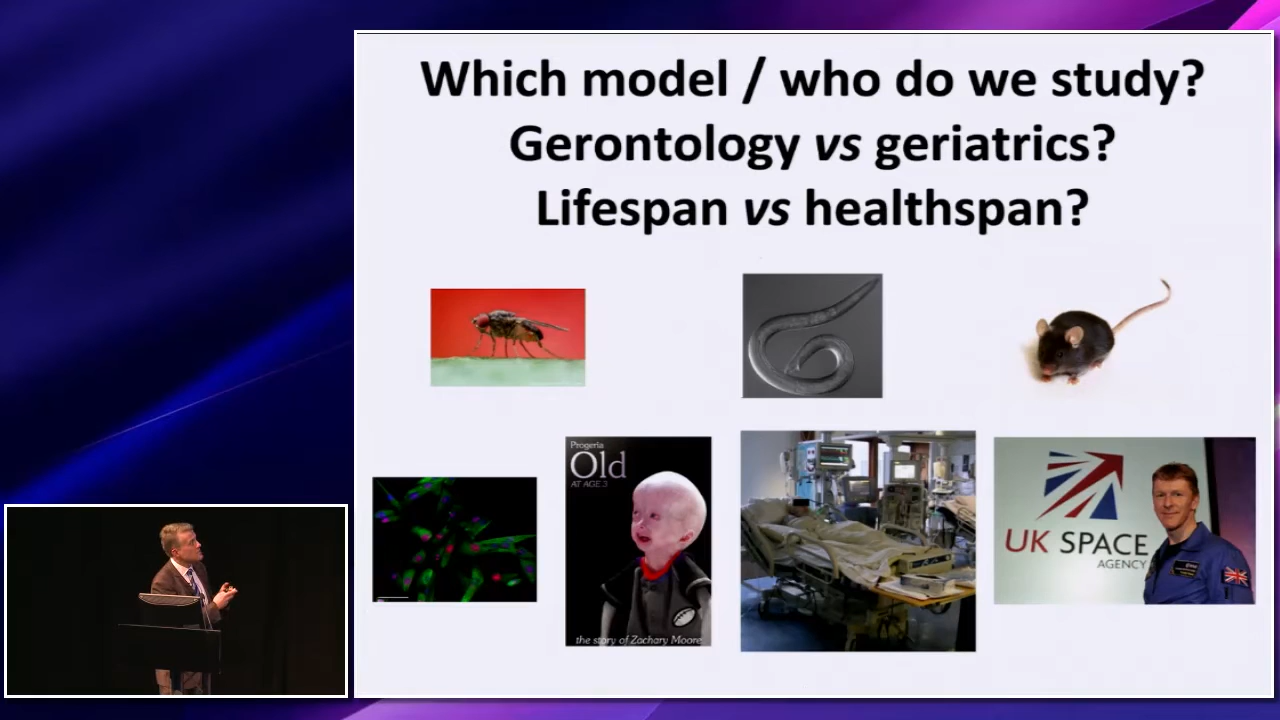 Which model / who do we study?
Gerontology vs geriatrics?
Lifespan vs healthspan?
Progeria
Old
AT AGE 3
the story of Zachary Moore
UK SPACE
AGENCY